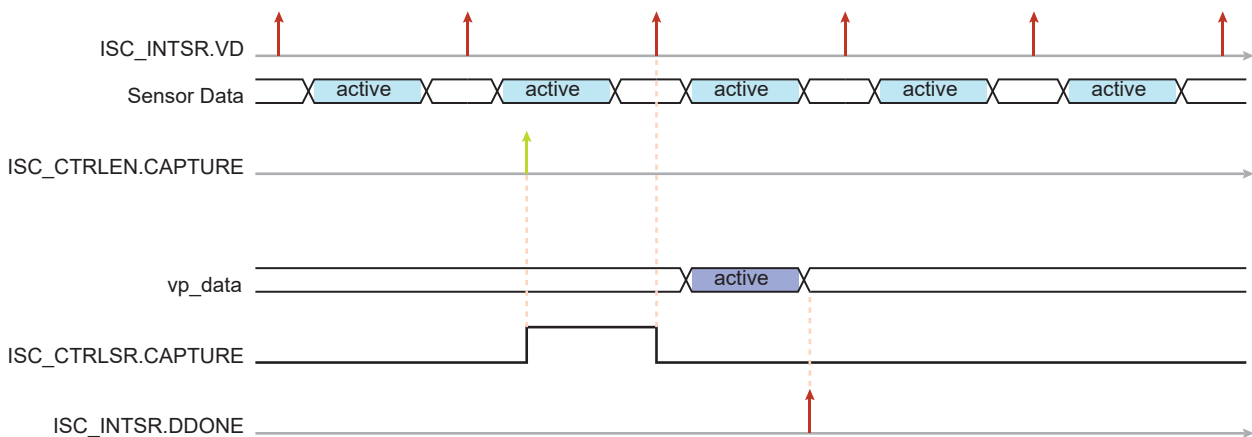 ISC_INTSR.VD
Sensor Data
active active active active active
ISC_CTRLEN.CAPTURE
vp_data
active
ISC_CTRLSR.CAPTURE
ISC_INTSR.DDONE